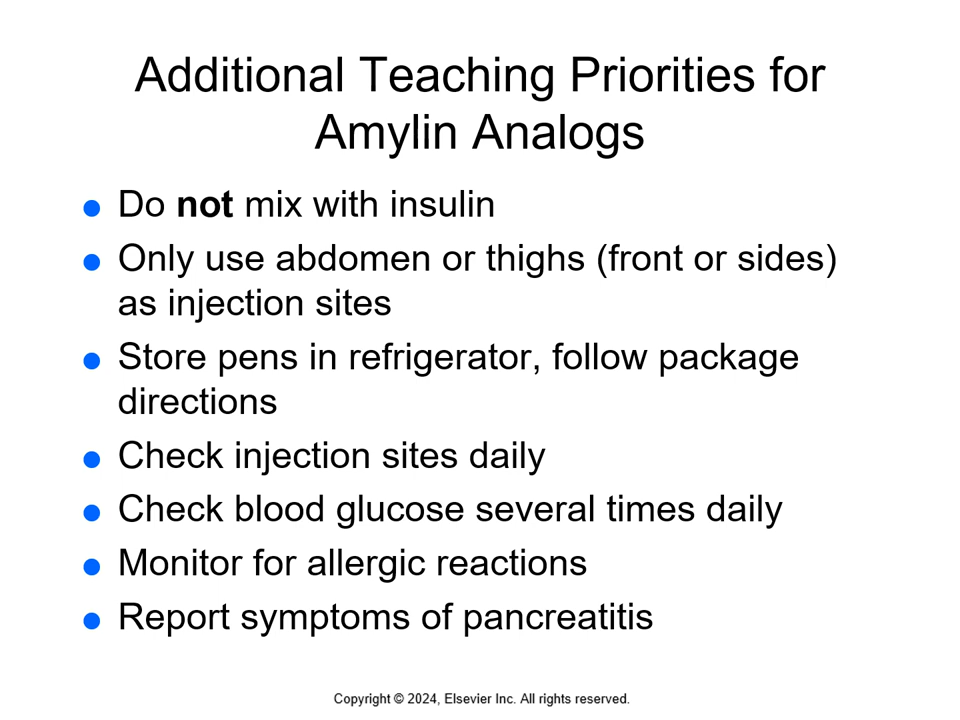 Additional Teaching Priorities for
Amylin Analogs
● Do not mix with insulin
● Only use abdomen or thighs (front or sides)
as injection sites
● Store pens in refrigerator, follow package
directions
● Check injection sites daily
● Check blood glucose several times daily
● Monitor for allergic reactions
● Report symptoms of pancreatitis
Copyright © 2024, Elsevier Inc. All rights reserved.